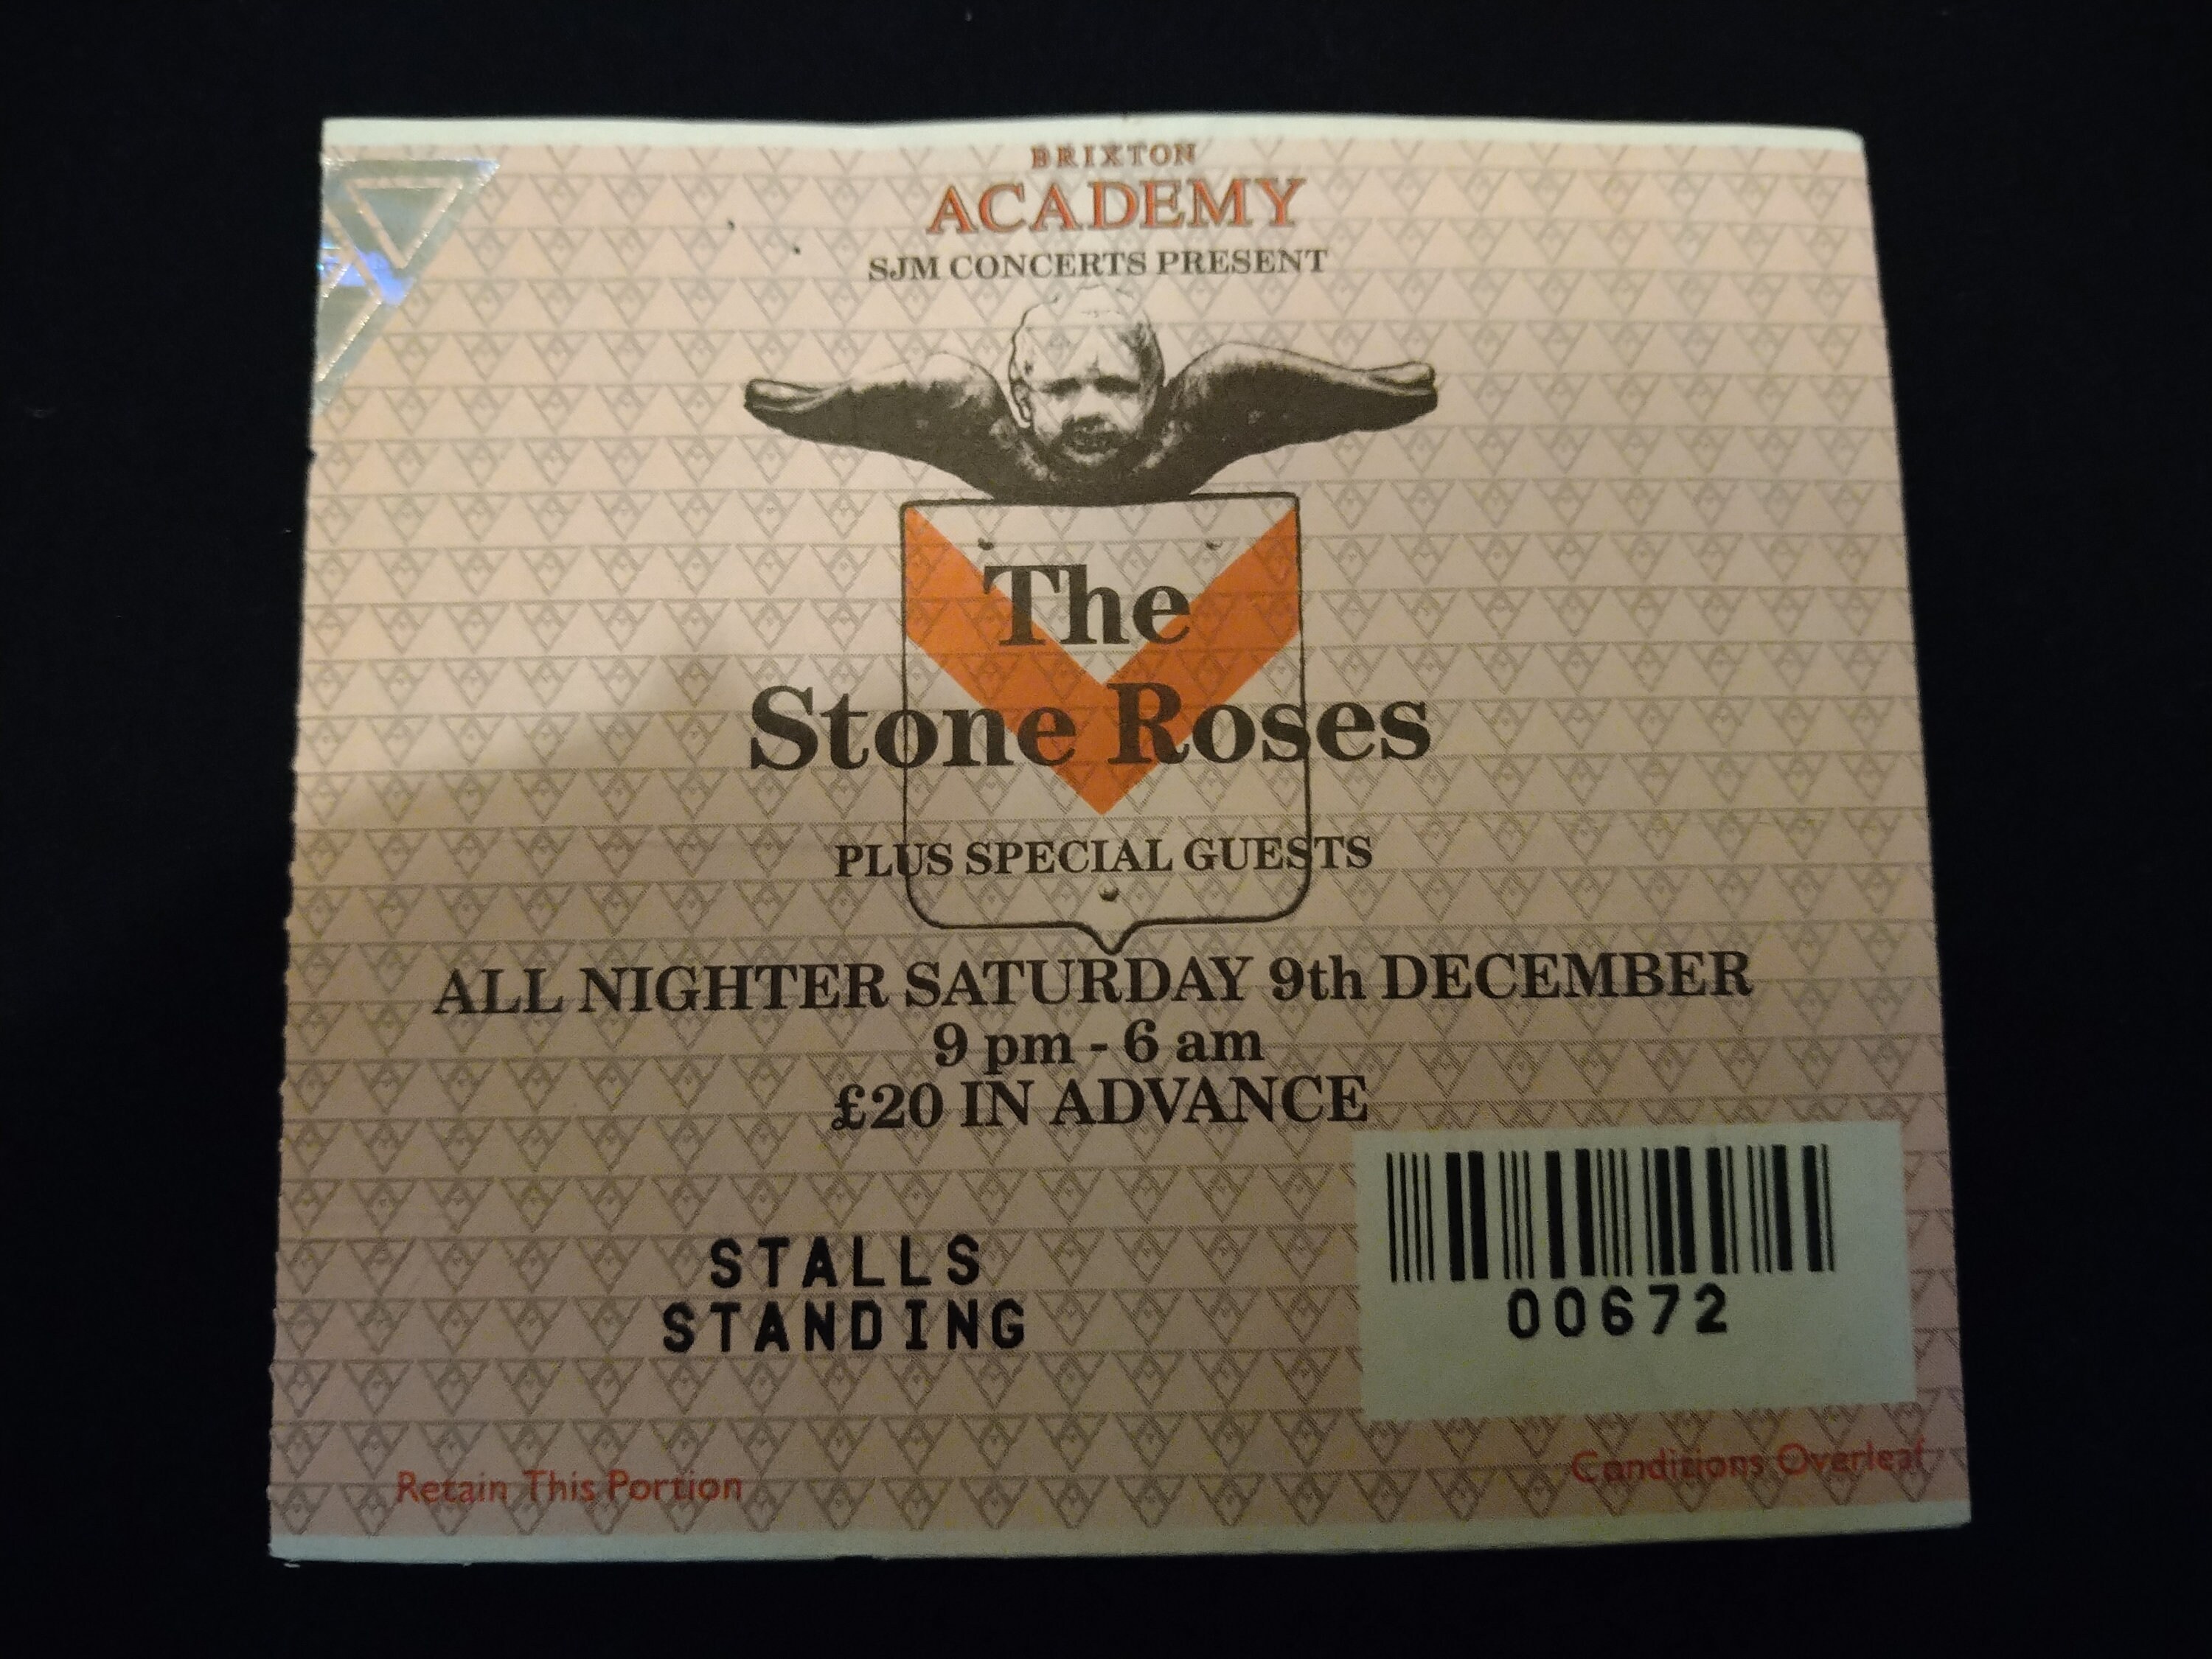 BRIXTON
ACADEMY
SJM CONCERTS PRESENT
The
Stone Roses
PLUS SPECIAL GUESTS
ALL NIGHTER SATURDAY 9th DECEMBER
9 pm - 6 am
£20 IN ADVANCE
STALLS
STANDING
00672
Retain This Portion
Conditions Overleaf